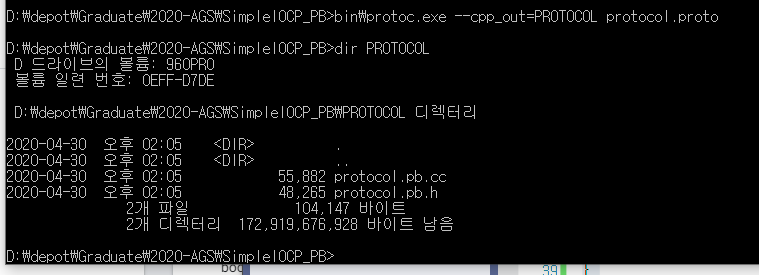 D:₩depot₩Graduate₩2020-AGS₩SimpleIOCP_PB>bin₩protoc.exe --cpp_out=PROTOCOL protocol.proto
D:₩depot₩Graduate₩2020-AGS₩SimpleIOCP_PB>dir PROTOCOL
D 드라이브의 볼륨: 960PRO
볼륨 일련 번호: 0EFF-D7DE
D:₩depot₩Graduate₩2020-AGS₩SimpleIOCP_PB₩PROTOCOL 디렉터리
2020-04-30 오후 02:05 <DIR> .
2020-04-30 오후 02:05 <DIR> ..
2020-04-30 오후 02:05 55,882 protocol.pb.cc
2020-04-30 오후 02:05 48,265 protocol.pb.h
2개 파일 104,147 바이트
2개 디렉터리 172,919,676,928 바이트 남음
D:₩depot₩Graduate₩2020-AGS₩SimpleIOCP_PB>